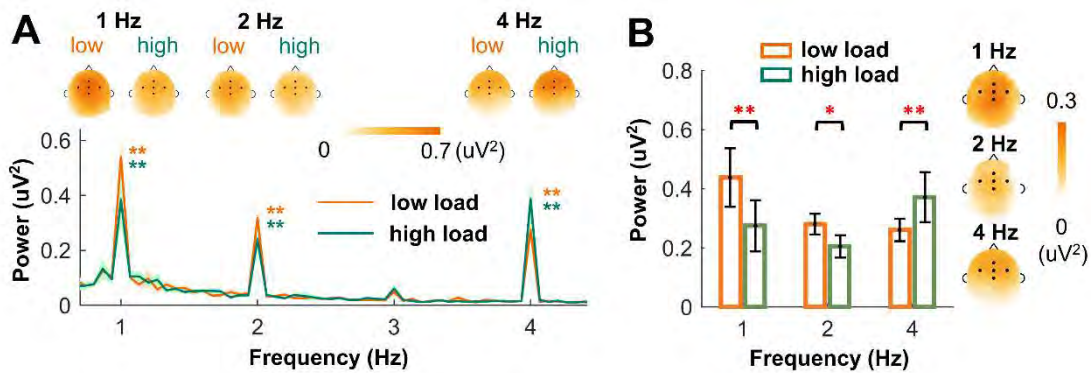 A
1 Hz 2 Hz 4 Hz
low high low high low high
0 0.7 (uV²)
Power (uV²)
0.6
0.4
0.2
0
** **
** **
** **
low load
high load
1 2 3 4
Frequency (Hz)
B
low load
high load
Power (uV²)
0.8
0.6
0.4
0.2
0
** * **
1 2 4
Frequency (Hz)
1 Hz
2 Hz
4 Hz
0.3
0
(uV²)